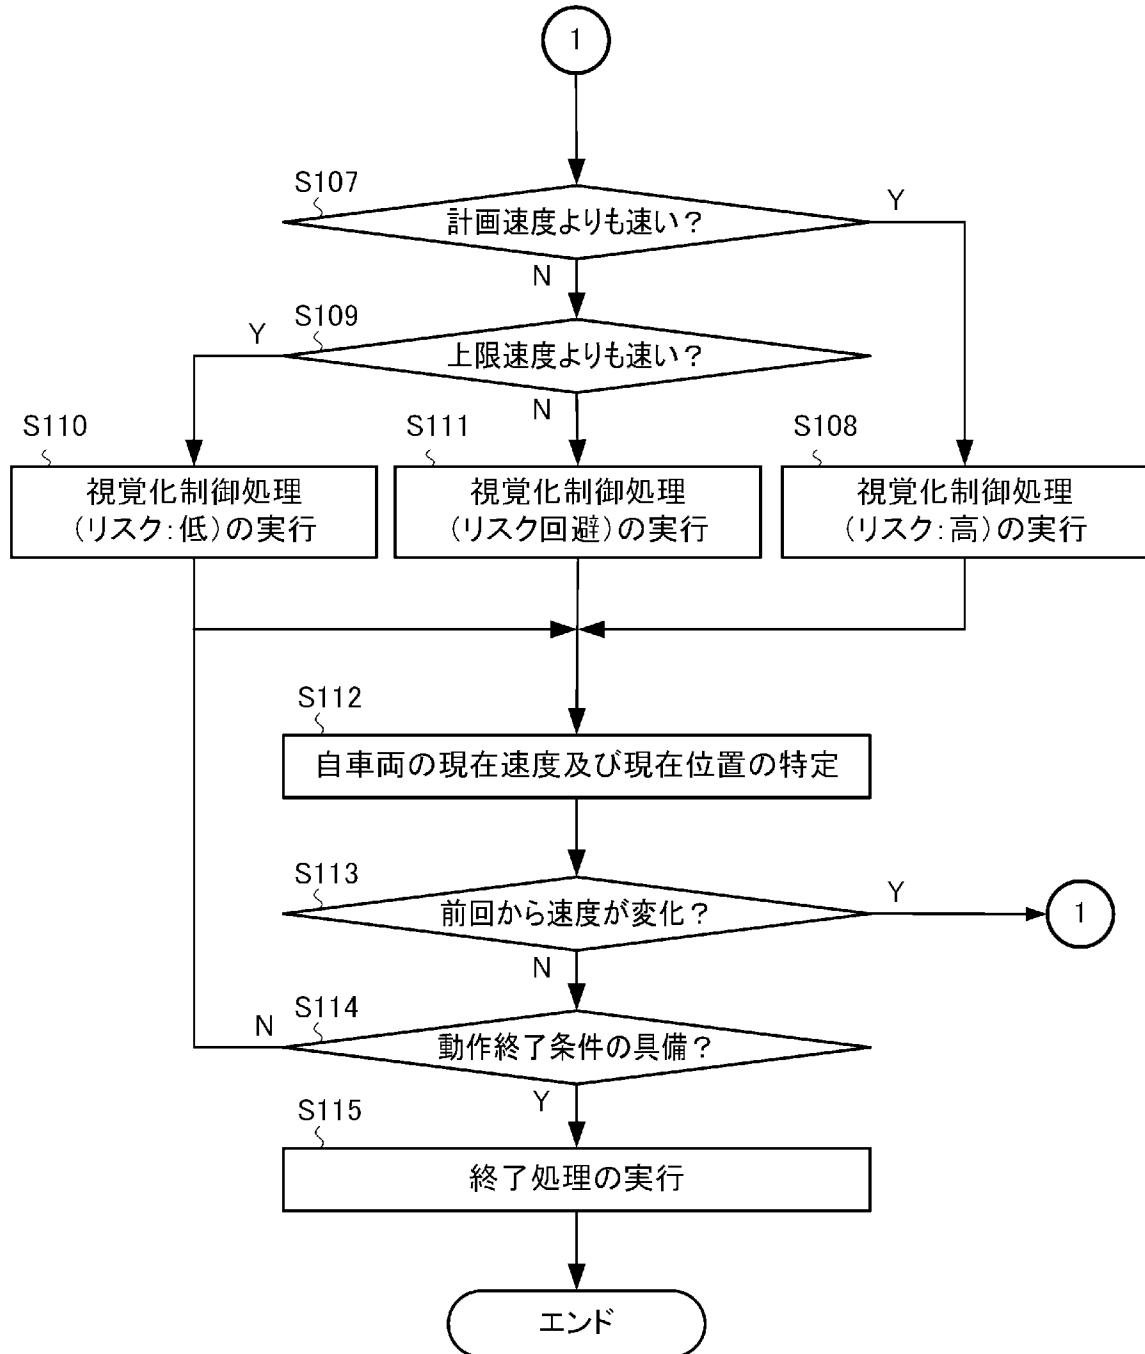 1
S107
計画速度よりも速い？
Y
N
S109
Y
上限速度よりも速い？
N
S110
視覚化制御処理
(リスク:低)の実行
S111
視覚化制御処理
(リスク回避)の実行
S108
視覚化制御処理
(リスク:高)の実行
S112
自車両の現在速度及び現在位置の特定
S113
前回から速度が変化？
Y
1
N
S114
N
動作終了条件の具備？
Y
S115
終了処理の実行
エンド